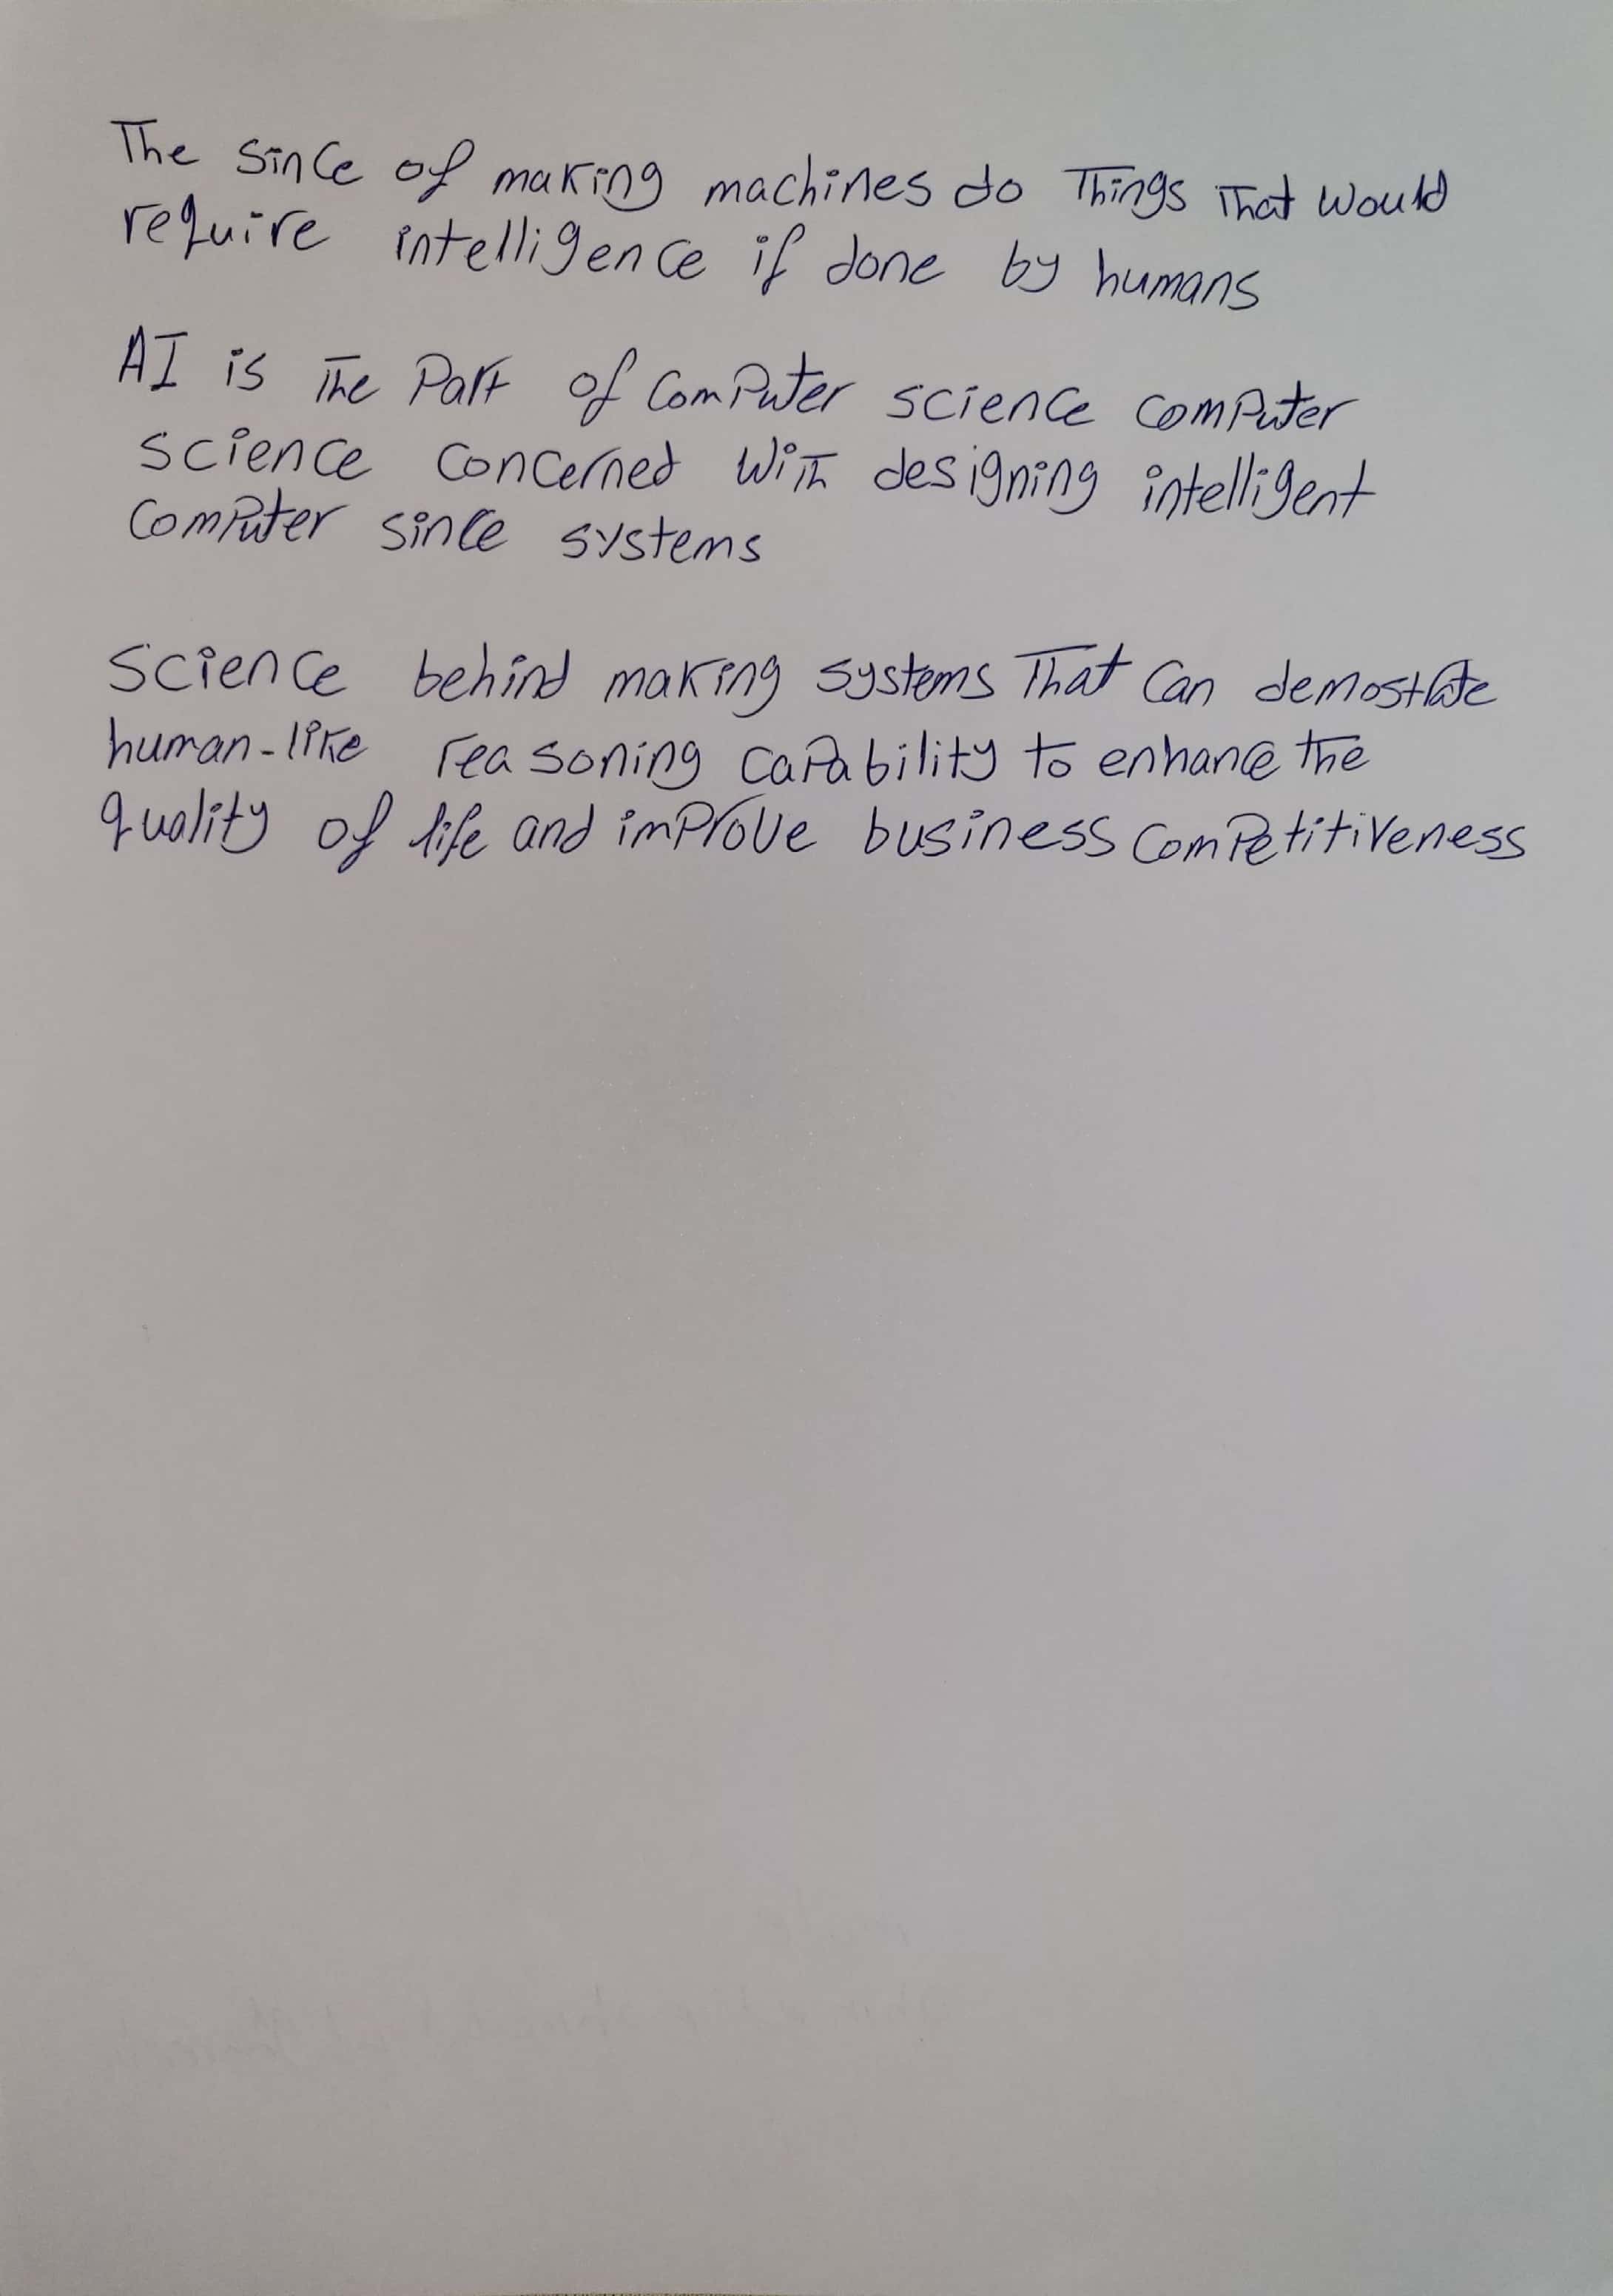 The since of making machines do Things That would
require intelligence if done by humans
AI is The Part of Computer science computer
science concerned with designing intelligent
Computer since systems
Science behind making systems That Can demostrate
human-like reasoning capability to enhance the
quality of life and improve business competitiveness